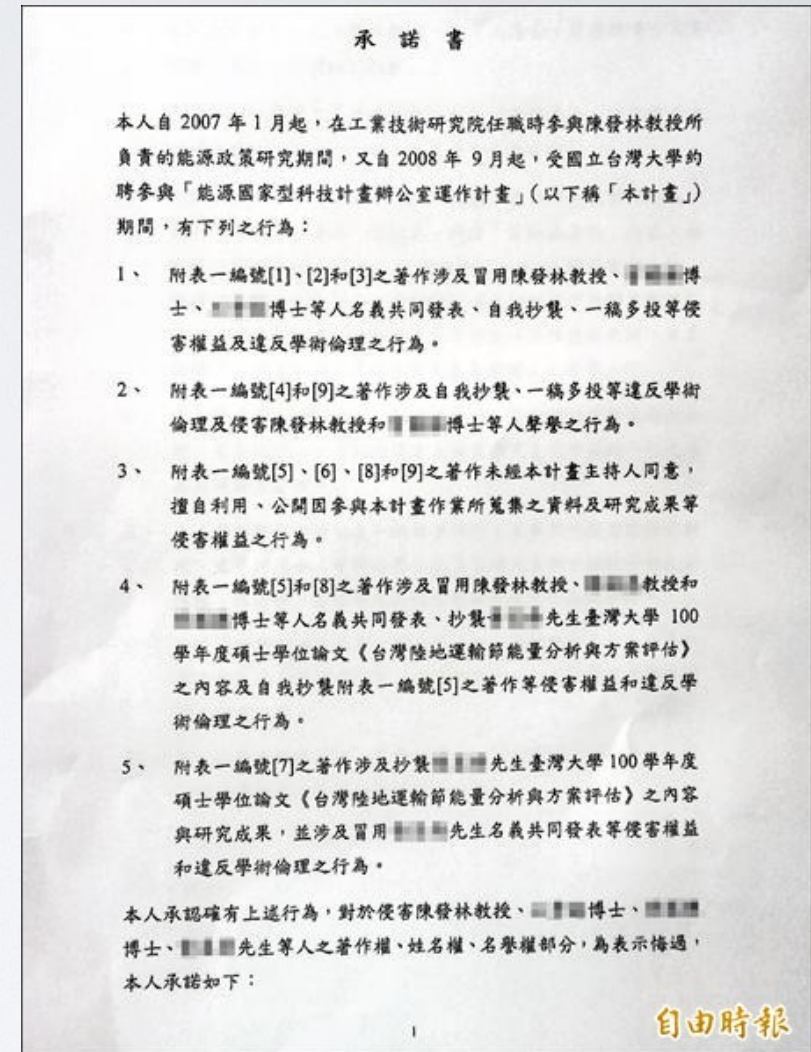 承 諾 書
本人自 2007 年 1 月起，在工業技術研究院任職時參與陳發林教授所
負責的能源政策研究期間，又自 2008 年 9 月起，受國立台灣大學約
聘參與「能源國家型科技計畫辦公室運作計畫」（以下稱「本計畫」）
期間，有下列之行為：
1、 附表一編號[1]、[2]和[3]之著作涉及冒用陳發林教授、博
士、博士等人名義共同發表、自我抄襲、一稿多投等侵
害權益及違反學術倫理之行為。
2、 附表一編號[4]和[9]之著作涉及自我抄襲、一稿多投等違反學術
倫理及侵害陳發林教授和博士等人聲譽之行為。
3、 附表一編號[5]、[6]、[8]和[9]之著作未經本計畫主持人同意，
擅自利用、公開因參與本計畫作業所蒐集之資料及研究成果等
侵害權益之行為。
4、 附表一編號[5]和[8]之著作涉及冒用陳發林教授、教授和
博士等人名義共同發表、抄襲先生臺灣大學 100
學年度碩士學位論文《台灣陸地運輸節能量分析與方案評估》
之內容及自我抄襲附表一編號[5]之著作等侵害權益和違反學
術倫理之行為。
5、 附表一編號[7]之著作涉及抄襲先生臺灣大學 100 學年度
碩士學位論文《台灣陸地運輸節能量分析與方案評估》之內容
與研究成果，並涉及冒用先生名義共同發表等侵害權益
和違反學術倫理之行為。
本人承認確有上述行為，對於侵害陳發林教授、博士、
博士、先生等人之著作權、姓名權、名譽權部分，為表示悔過，
本人承諾如下：
1
自由時報